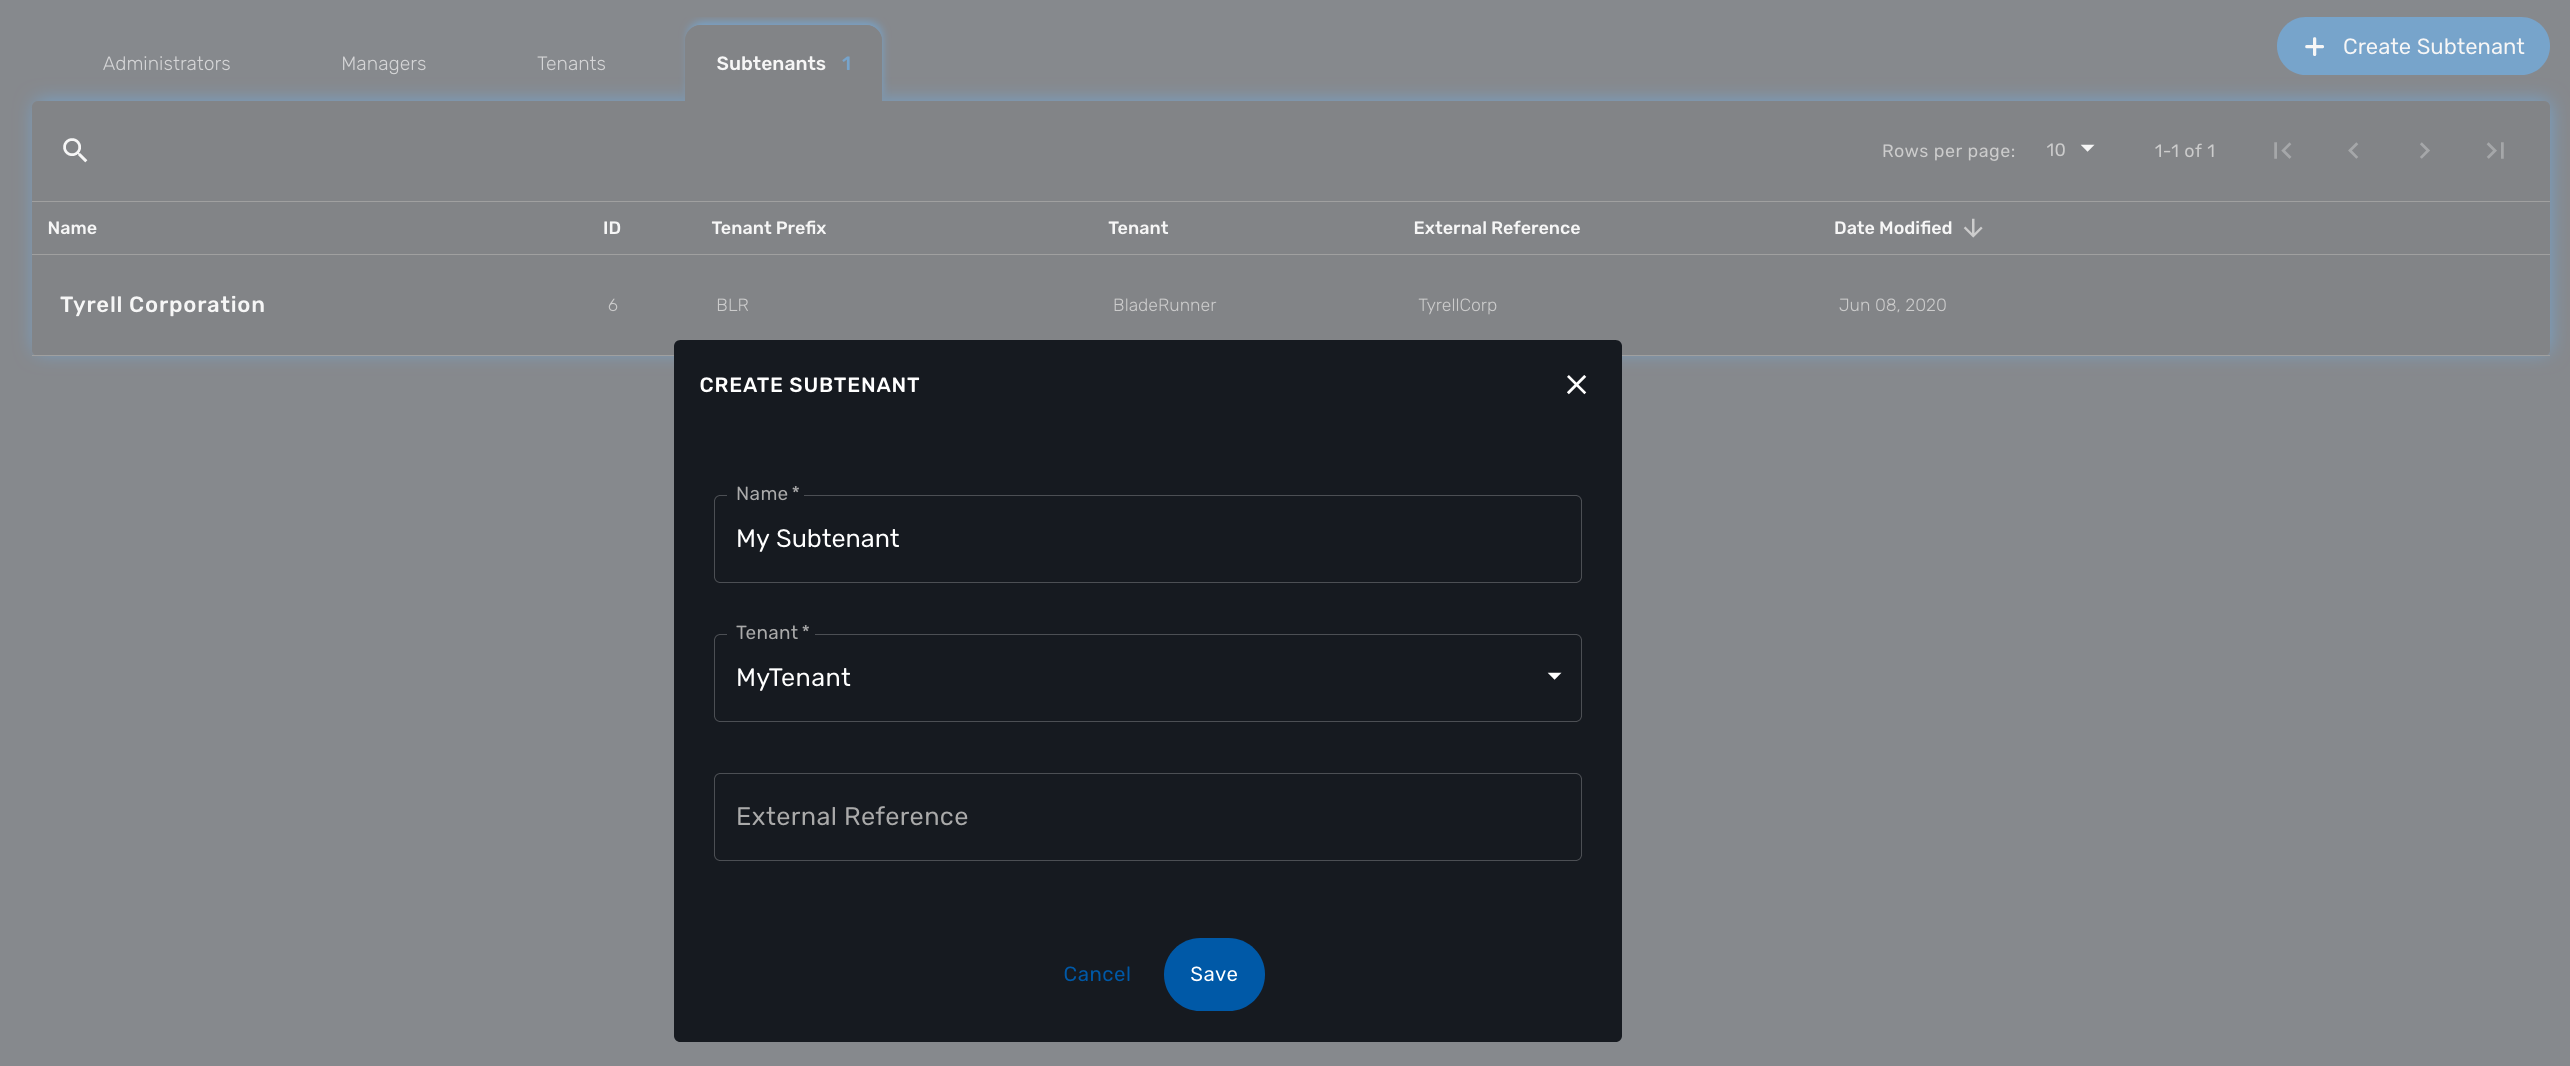 Administrators Managers Tenants Subtenants 1 Create Subtenant
Rows per page: 10 1-1 of 1
Name ID Tenant Prefix Tenant External Reference Date Modified
Tyrell Corporation 6 BLR BladeRunner TyrellCorp Jun 08, 2020
CREATE SUBTENANT
Name *
My Subtenant
Tenant *
MyTenant
External Reference
Cancel Save